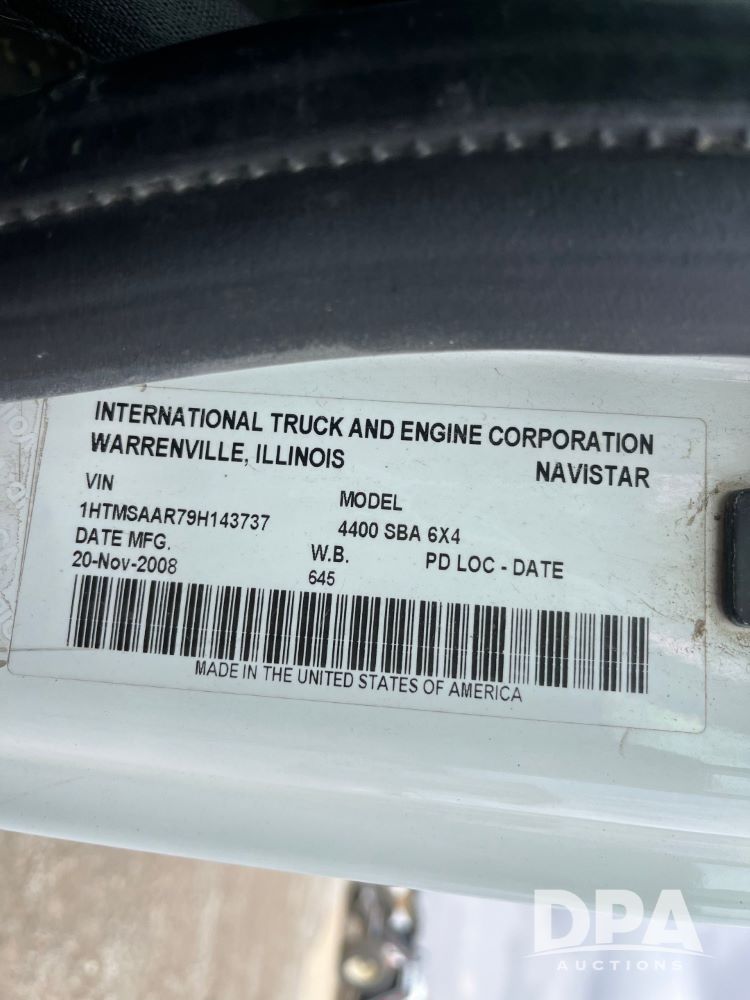 INTERNATIONAL TRUCK AND ENGINE CORPORATION
WARRENVILLE, ILLINOIS NAVISTAR
VIN MODEL
1HTMSAAR79H143737 4400 SBA 6X4
DATE MFG. W.B. PD LOC - DATE
20-Nov-2008 645
MADE IN THE UNITED STATES OF AMERICA
DPA
AUCTIONS